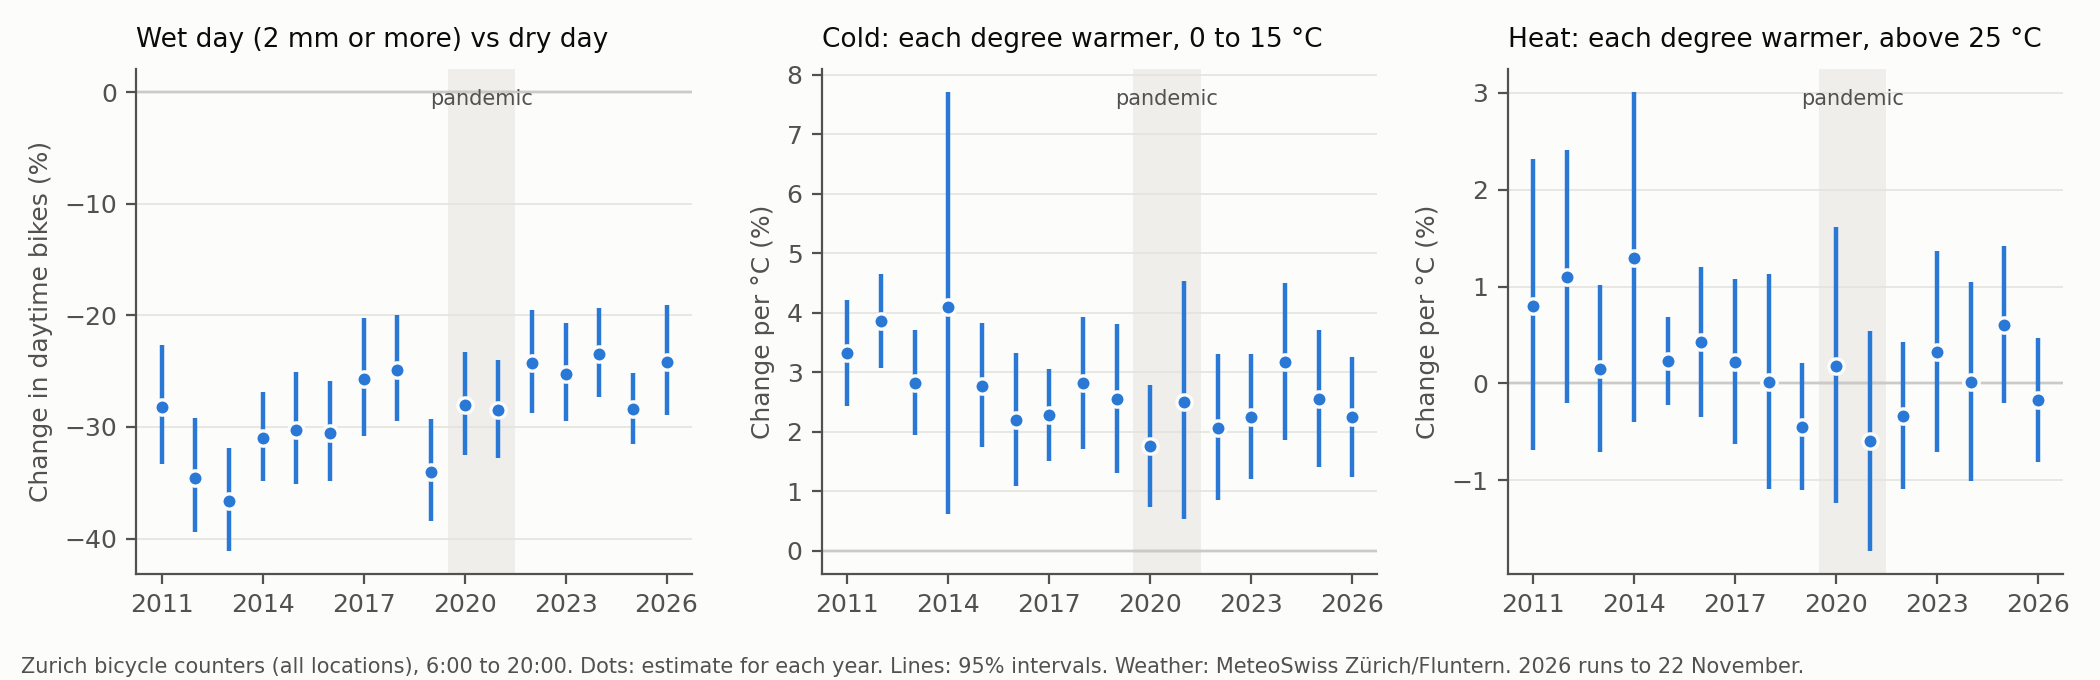 Wet day (2 mm or more) vs dry day
Change in daytime bikes (%)
0
−10
−20
−30
−40
pandemic
2011 2014 2017 2020 2023 2026
Cold: each degree warmer, 0 to 15 °C
Change per °C (%)
8
7
6
5
4
3
2
1
0
pandemic
2011 2014 2017 2020 2023 2026
Heat: each degree warmer, above 25 °C
Change per °C (%)
3
2
1
0
−1
pandemic
2011 2014 2017 2020 2023 2026
Zurich bicycle counters (all locations), 6:00 to 20:00. Dots: estimate for each year. Lines: 95% intervals. Weather: MeteoSwiss Zürich/Fluntern. 2026 runs to 22 November.